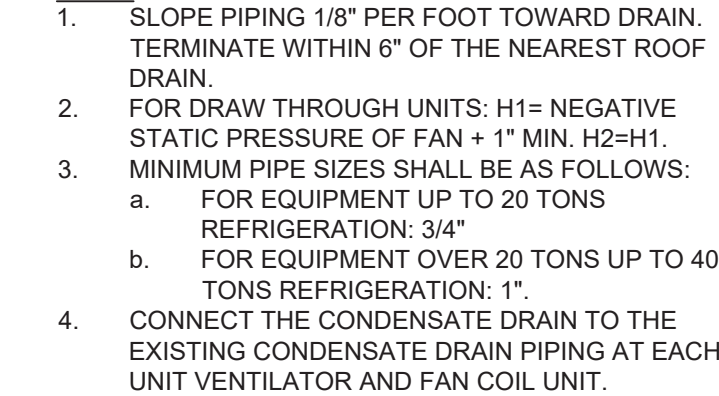 1. SLOPE PIPING 1/8" PER FOOT TOWARD DRAIN.
TERMINATE WITHIN 6" OF THE NEAREST ROOF
DRAIN.
2. FOR DRAW THROUGH UNITS: H1= NEGATIVE
STATIC PRESSURE OF FAN + 1" MIN. H2=H1.
3. MINIMUM PIPE SIZES SHALL BE AS FOLLOWS:
a. FOR EQUIPMENT UP TO 20 TONS
REFRIGERATION: 3/4"
b. FOR EQUIPMENT OVER 20 TONS UP TO 40
TONS REFRIGERATION: 1".
4. CONNECT THE CONDENSATE DRAIN TO THE
EXISTING CONDENSATE DRAIN PIPING AT EACH
UNIT VENTILATOR AND FAN COIL UNIT.